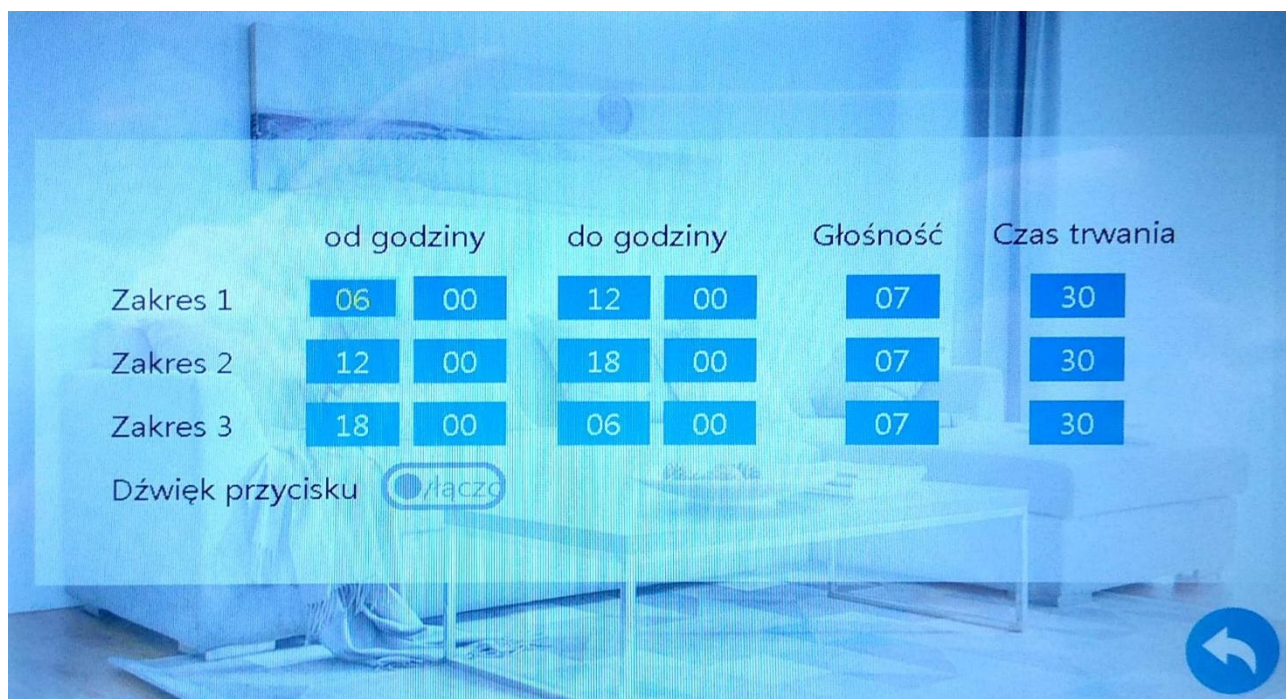 od godziny do godziny Głośność Czas trwania
Zakres 1 06 00 12 00 07 30
Zakres 2 12 00 18 00 07 30
Zakres 3 18 00 06 00 07 30
Dźwięk przycisku